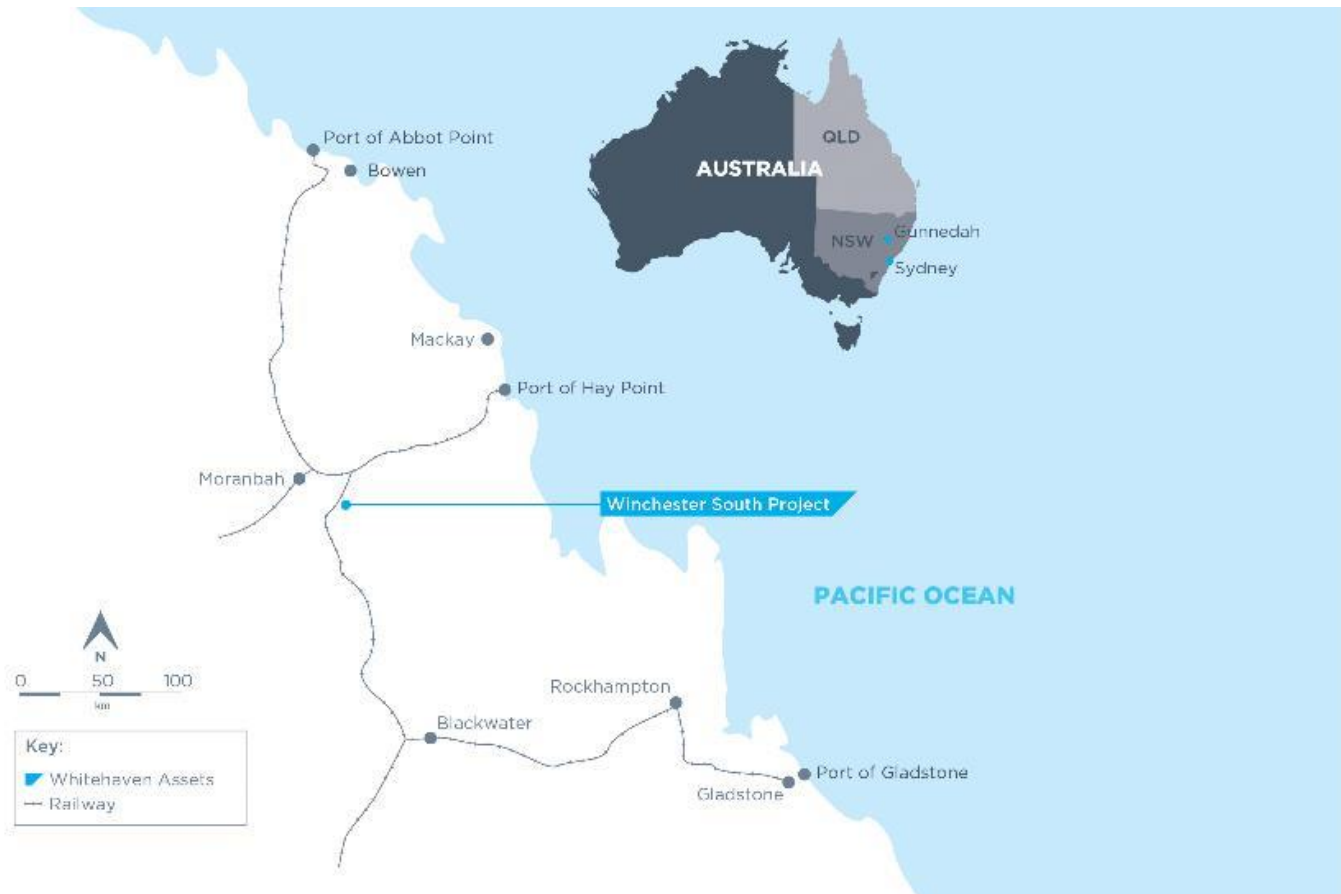 Port of Abbot Point
Bowen
QLD
AUSTRALIA
NSW
Gunnedah
Sydney
Mackay
Port of Hay Point
Moranbah
Winchester South Project
PACIFIC OCEAN
N
0 50 100
km
Rockhampton
Blackwater
Key:
Whitehaven Assets
Railway
Port of Gladstone
Gladstone